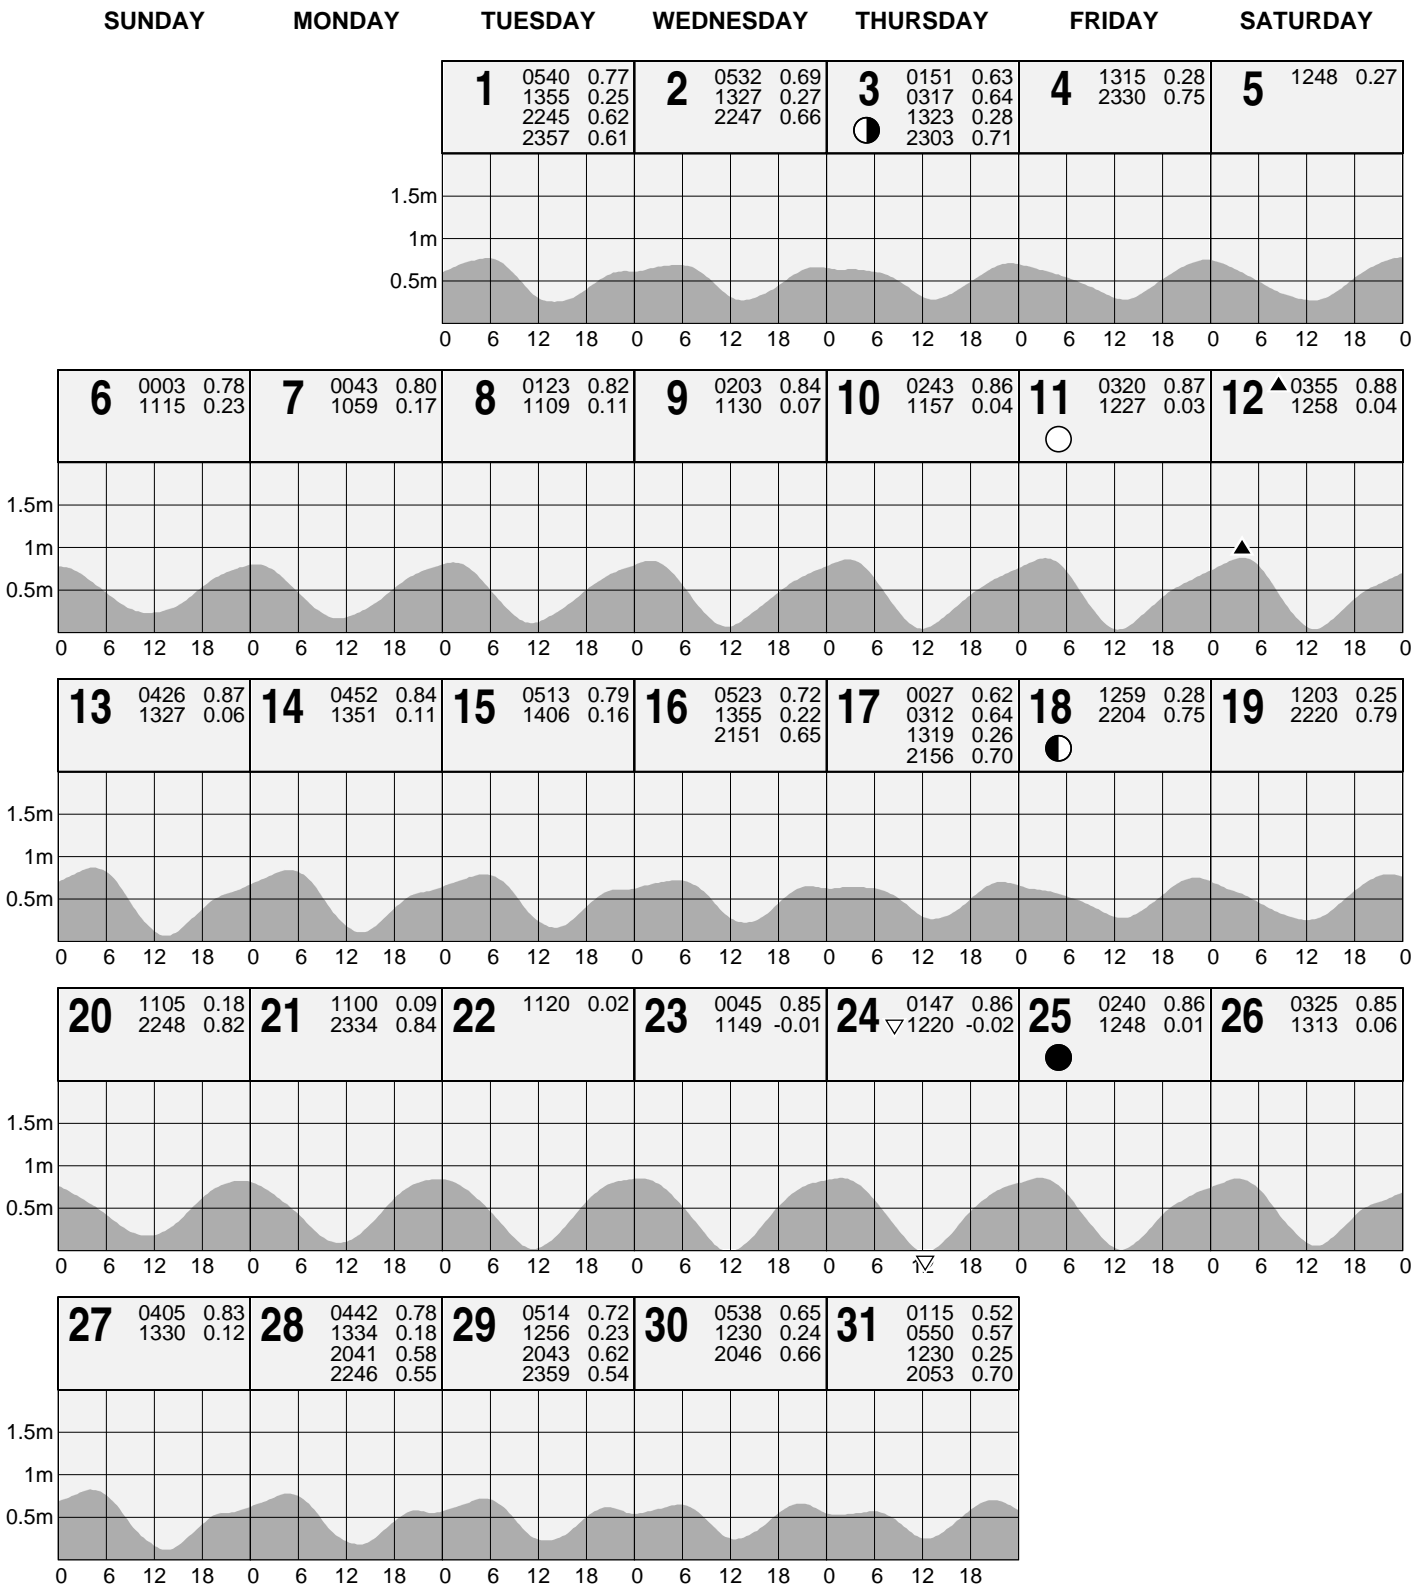 SUNDAY MONDAY TUESDAY WEDNESDAY THURSDAY FRIDAY SATURDAY
1 0540 0.77
1355 0.25
2245 0.62
2357 0.61
2 0532 0.69
1327 0.27
2247 0.66
3 0151 0.63
0317 0.64
1323 0.28
2303 0.71
4 1315 0.28
2330 0.75
5 1248 0.27
1.5m
1m
0.5m
0 6 12 18 0 6 12 18 0 6 12 18 0 6 12 18 0 6 12 18 0
6 0003 0.78
1115 0.23
7 0043 0.80
1059 0.17
8 0123 0.82
1109 0.11
9 0203 0.84
1130 0.07
10 0243 0.86
1157 0.04
11 0320 0.87
1227 0.03
12 0355 0.88
1258 0.04
1.5m
1m
0.5m
0 6 12 18 0 6 12 18 0 6 12 18 0 6 12 18 0 6 12 18 0 6 12 18 0 6 12 18 0
13 0426 0.87
1327 0.06
14 0452 0.84
1351 0.11
15 0513 0.79
1406 0.16
16 0523 0.72
1355 0.22
2151 0.65
17 0027 0.62
0312 0.64
1319 0.26
2156 0.70
18 1259 0.28
2204 0.75
19 1203 0.25
2220 0.79
1.5m
1m
0.5m
0 6 12 18 0 6 12 18 0 6 12 18 0 6 12 18 0 6 12 18 0 6 12 18 0 6 12 18 0
20 1105 0.18
2248 0.82
21 1100 0.09
2334 0.84
22 1120 0.02
23 0045 0.85
1149 -0.01
24 0147 0.86
1220 -0.02
25 0240 0.86
1248 0.01
26 0325 0.85
1313 0.06
1.5m
1m
0.5m
0 6 12 18 0 6 12 18 0 6 12 18 0 6 12 18 0 6 12 18 0 6 12 18 0 6 12 18 0
27 0405 0.83
1330 0.12
28 0442 0.78
1334 0.18
2041 0.58
2246 0.55
29 0514 0.72
1256 0.23
2043 0.62
2359 0.54
30 0538 0.65
1230 0.24
2046 0.66
31 0115 0.52
0550 0.57
1230 0.25
2053 0.70
1.5m
1m
0.5m
0 6 12 18 0 6 12 18 0 6 12 18 0 6 12 18 0 6 12 18